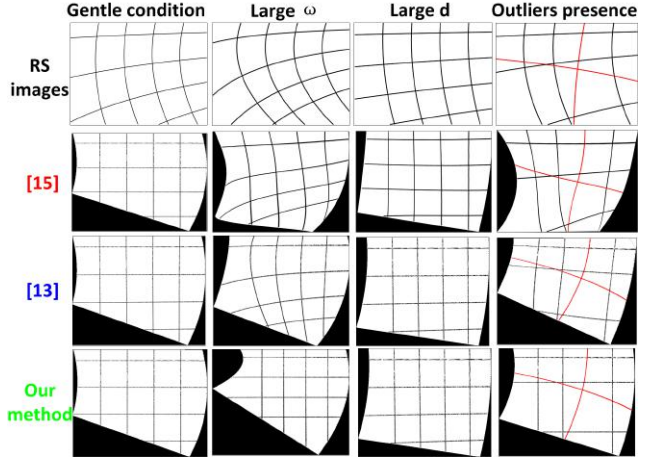 Gentle condition Large ω Large d Outliers presence
RS
images
[15]
[13]
Our
method